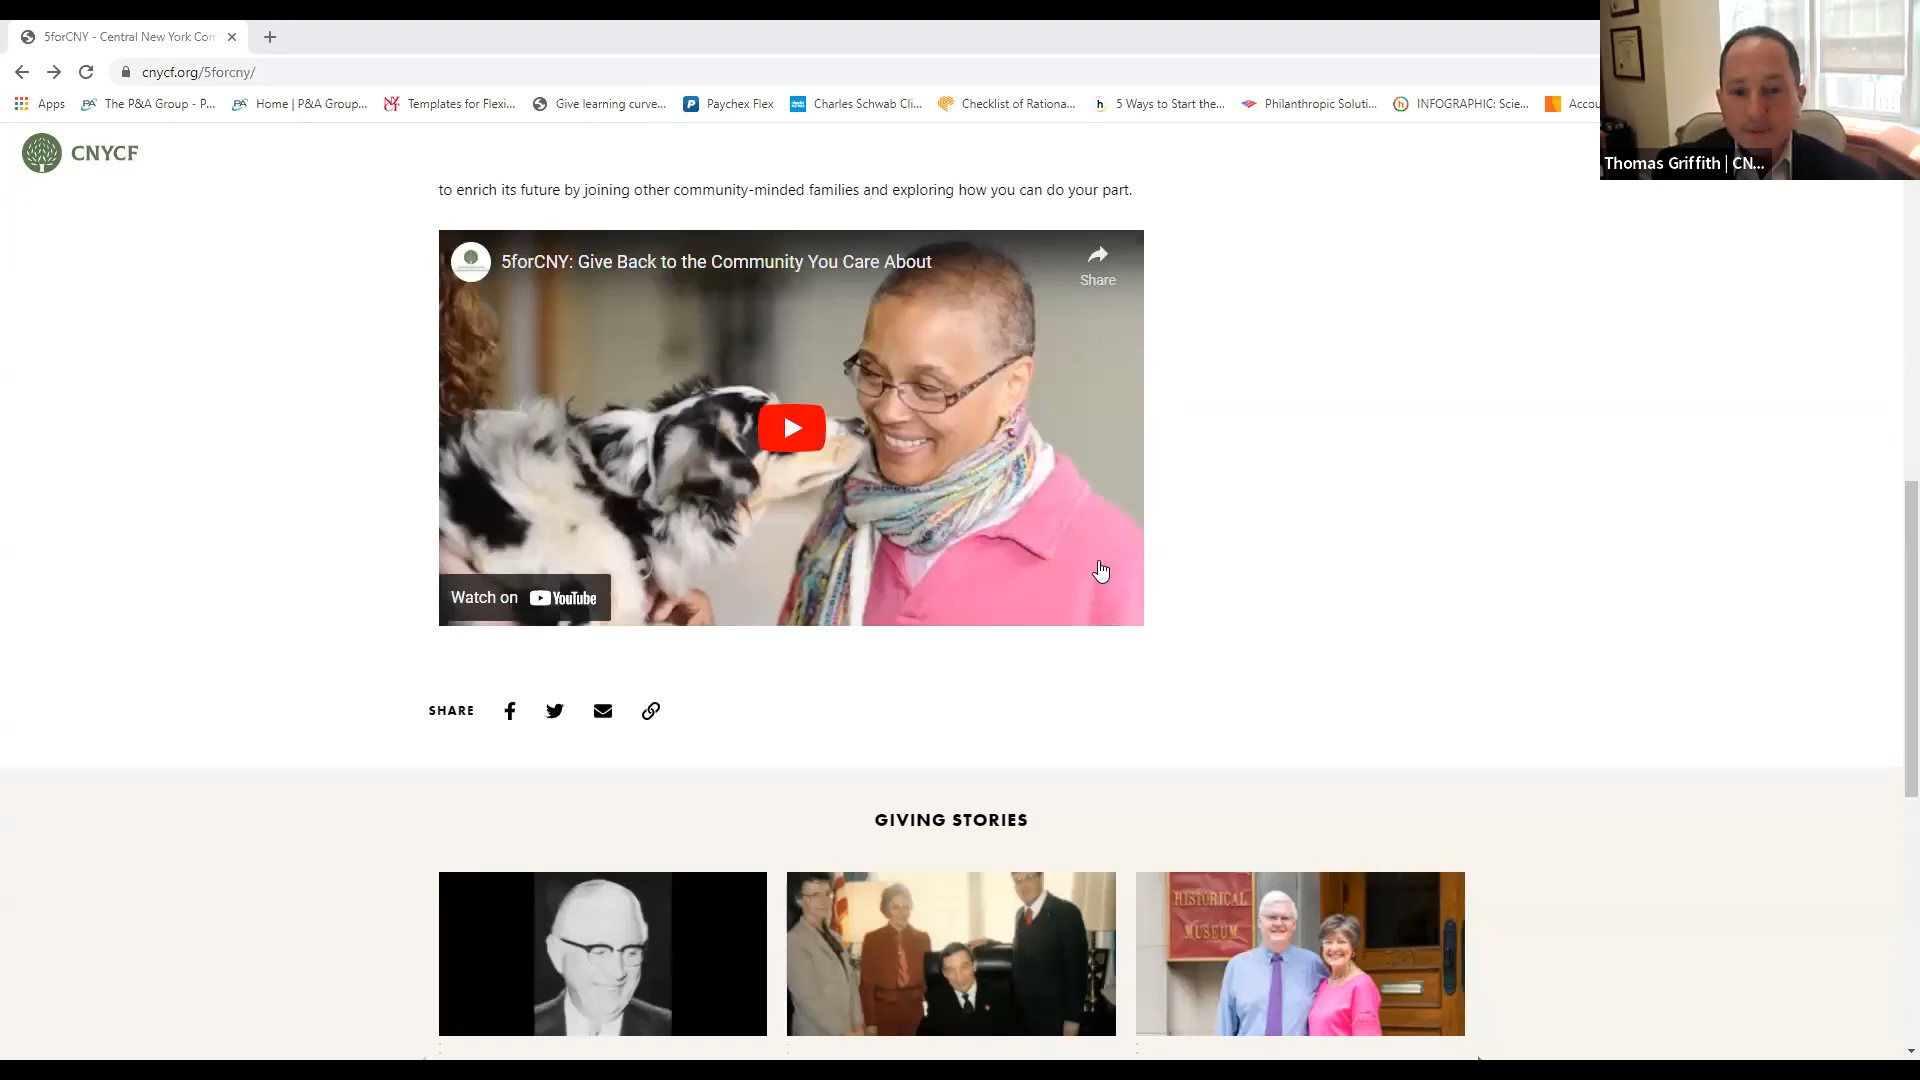 5forCNY - Central New York Com
cnycf.org/5forcny/
Apps
The P&A Group - P...
Home | P&A Group...
Templates for Flexi...
Give learning curve...
Paychex Flex
Charles Schwab Cli...
Checklist of Rationa...
5 Ways to Start the...
Philanthropic Soluti...
INFOGRAPHIC: Scie...
Accou
Thomas Griffith | CN...
CNYCF
to enrich its future by joining other community-minded families and exploring how you can do your part.
5forCNY: Give Back to the Community You Care About
Share
Watch on YouTube
SHARE
GIVING STORIES
HISTORICAL
MUSEUM